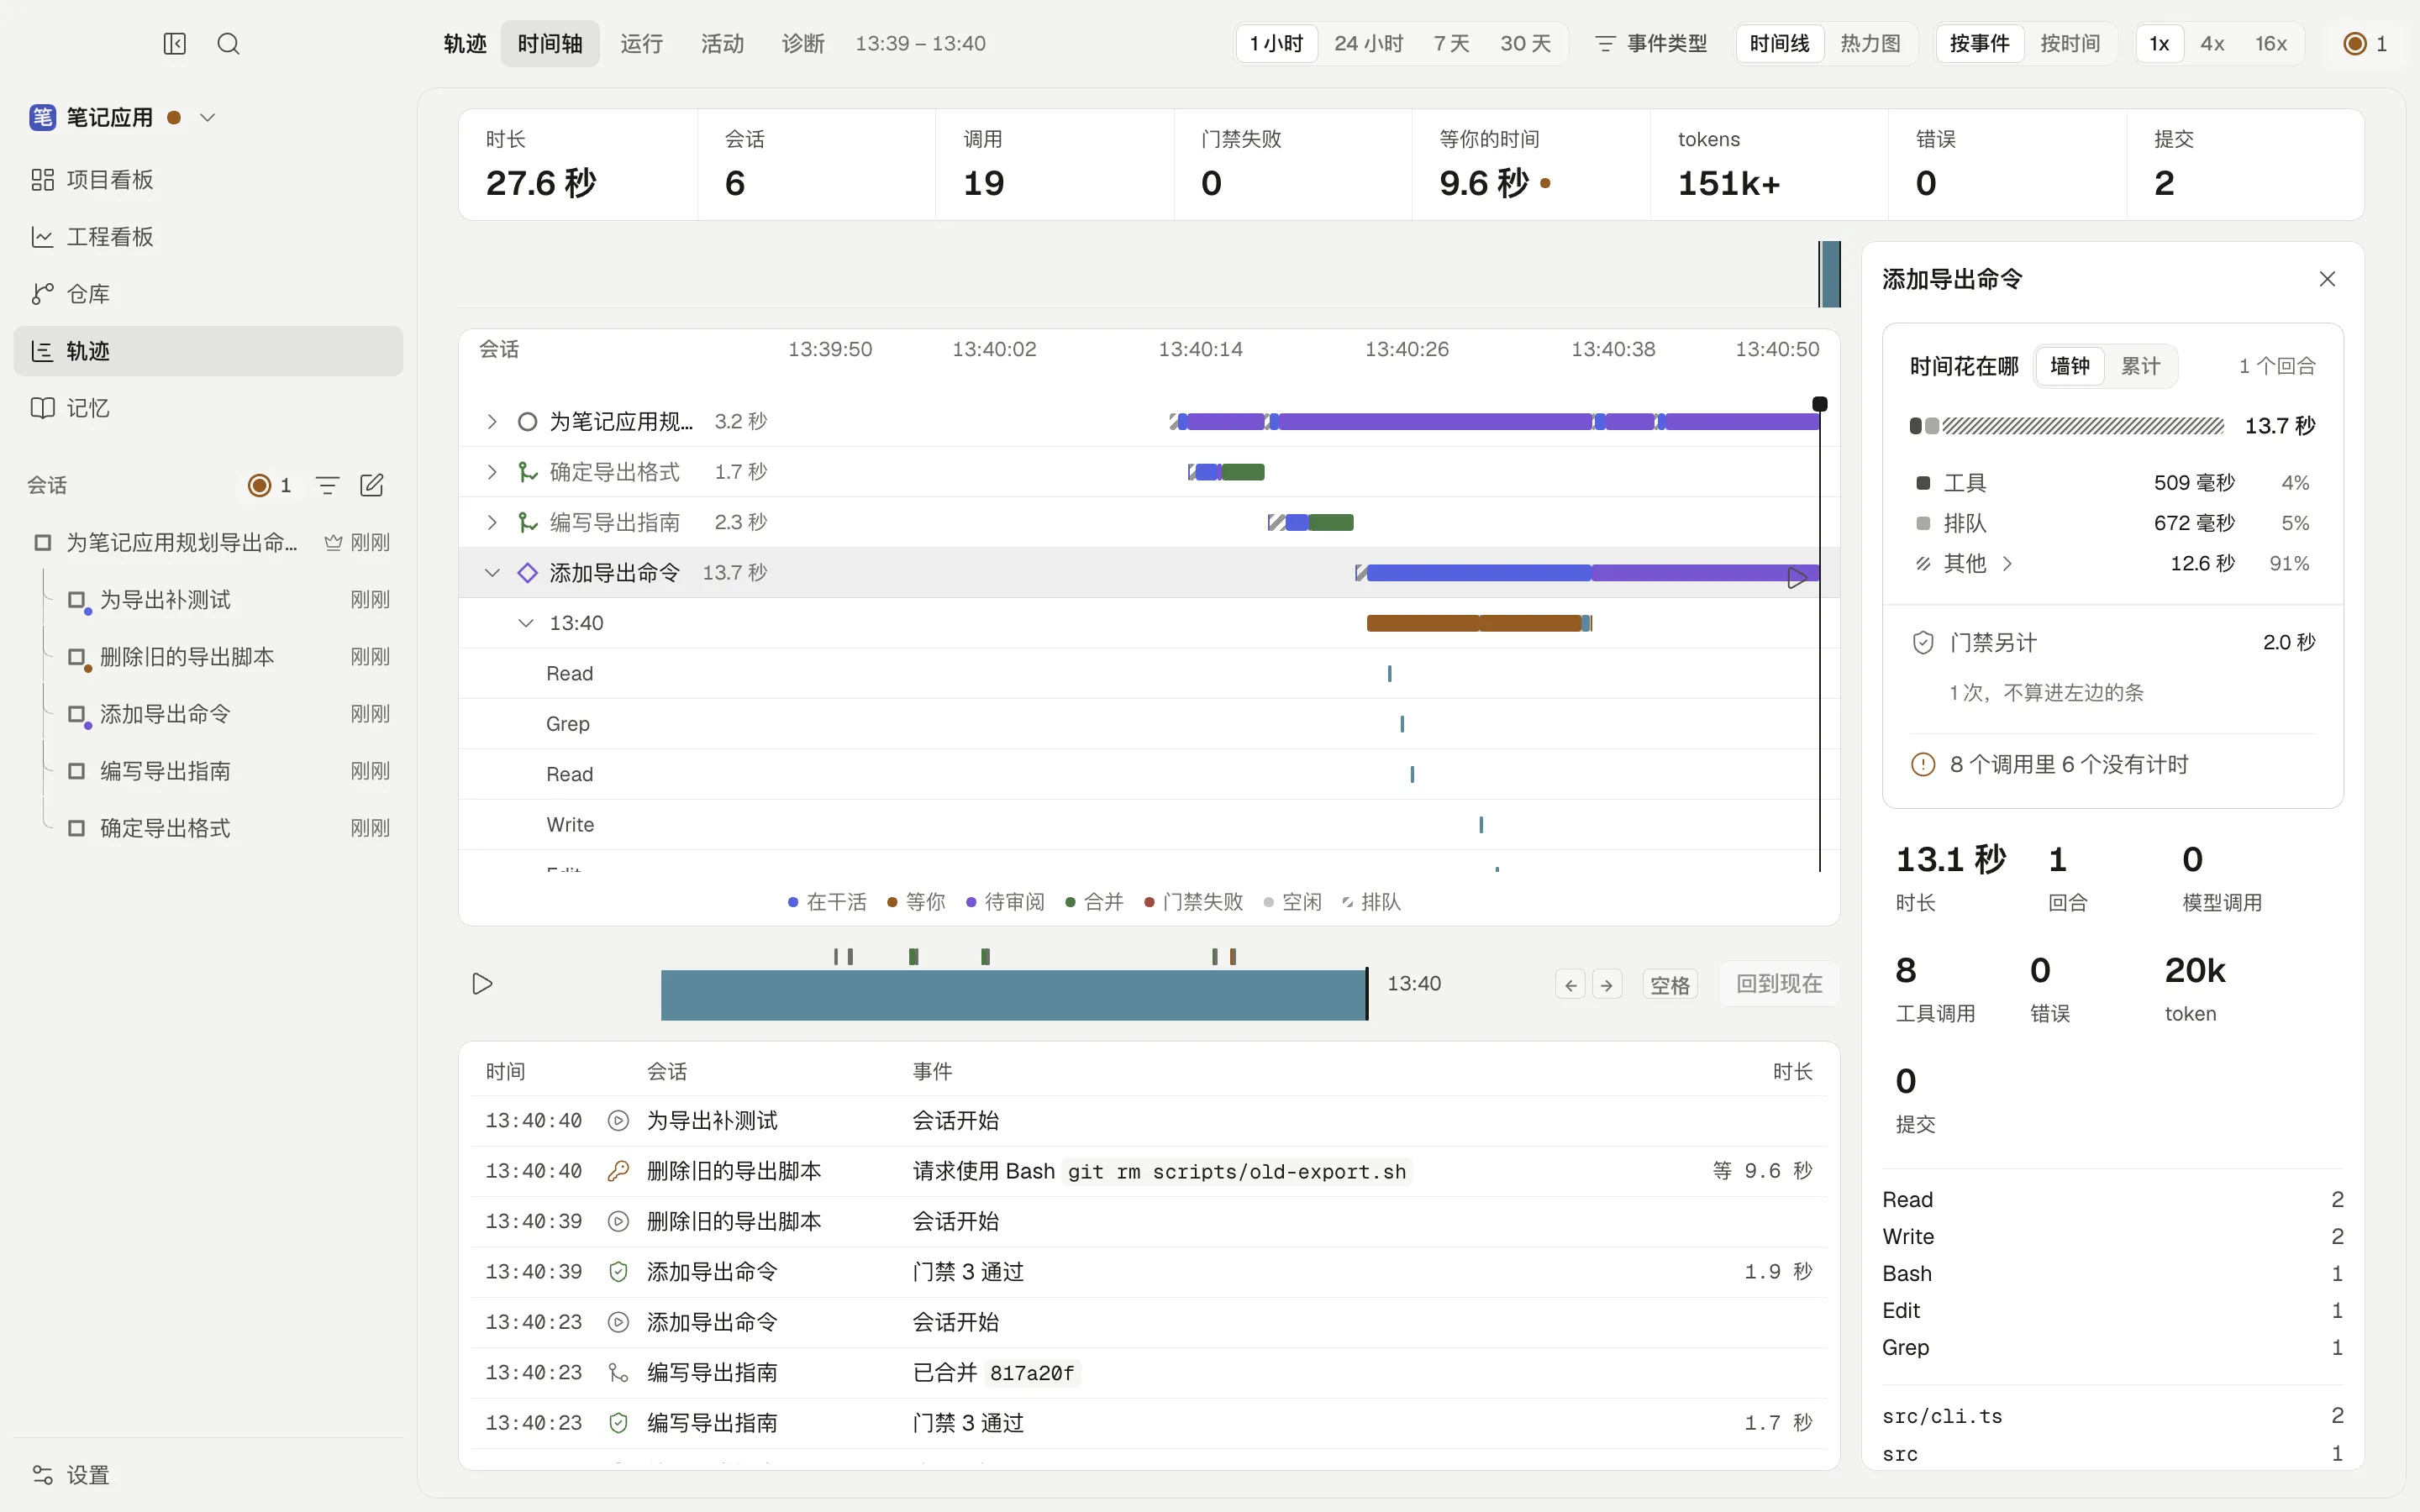 轨迹 时间轴 运行 活动 诊断 13:39 – 13:40 1 小时 24 小时 7 天 30 天 事件类型 时间线 热力图 按事件 按时间 1x 4x 16x 1
笔 笔记应用
项目看板
工程看板
仓库
轨迹
记忆
会话 1
为笔记应用规划导出命... 刚刚
为导出补测试 刚刚
删除旧的导出脚本 刚刚
添加导出命令 刚刚
编写导出指南 刚刚
确定导出格式 刚刚
设置
时长 会话 调用 门禁失败 等你的时间 tokens 错误 提交
27.6 秒 6 19 0 9.6 秒 151k+ 0 2
会话 13:39:50 13:40:02 13:40:14 13:40:26 13:40:38 13:40:50
为笔记应用规... 3.2 秒
确定导出格式 1.7 秒
编写导出指南 2.3 秒
添加导出命令 13.7 秒
13:40
Read
Grep
Read
Write
Edit
在干活 等你 待审阅 合并 门禁失败 空闲 排队
13:40 空格 回到现在
时间 会话 事件 时长
13:40:40 为导出补测试 会话开始
13:40:40 删除旧的导出脚本 请求使用 Bash git rm scripts/old-export.sh 等 9.6 秒
13:40:39 删除旧的导出脚本 会话开始
13:40:39 添加导出命令 门禁 3 通过 1.9 秒
13:40:23 添加导出命令 会话开始
13:40:23 编写导出指南 已合并 817a20f
13:40:23 编写导出指南 门禁 3 通过 1.7 秒
添加导出命令
时间花在哪 墙钟 累计 1 个回合
13.7 秒
工具 509 毫秒 4%
排队 672 毫秒 5%
其他 12.6 秒 91%
门禁另计 2.0 秒
1 次，不算进左边的条
8 个调用里 6 个没有计时
13.1 秒 1 0
时长 回合 模型调用
8 0 20k
工具调用 错误 token
0
提交
Read 2
Write 2
Bash 1
Edit 1
Grep 1
src/cli.ts 2
src 1